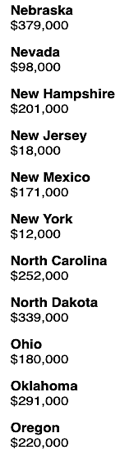 Nebraska
$379,000
Nevada
$98,000
New Hampshire
$201,000
New Jersey
$18,000
New Mexico
$171,000
New York
$12,000
North Carolina
$252,000
North Dakota
$339,000
Ohio
$180,000
Oklahoma
$291,000
Oregon
$220,000